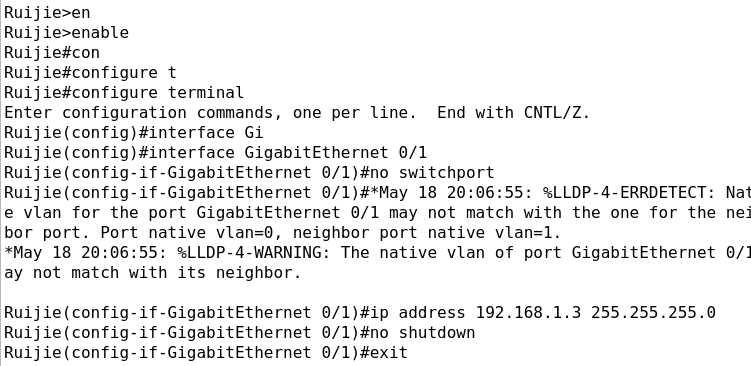 Ruijie>en
Ruijie>enable
Ruijie#con
Ruijie#configure t
Ruijie#configure terminal
Enter configuration commands, one per line.  End with CNTL/Z.
Ruijie(config)#interface Gi
Ruijie(config)#interface GigabitEthernet 0/1
Ruijie(config-if-GigabitEthernet 0/1)#no switchport
Ruijie(config-if-GigabitEthernet 0/1)#*May 18 20:06:55: %LLDP-4-ERRDETECT: Nat
e vlan for the port GigabitEthernet 0/1 may not match with the one for the nei
bor port. Port native vlan=0, neighbor port native vlan=1.
*May 18 20:06:55: %LLDP-4-WARNING: The native vlan of port GigabitEthernet 0/1
ay not match with its neighbor.
Ruijie(config-if-GigabitEthernet 0/1)#ip address 192.168.1.3 255.255.255.0
Ruijie(config-if-GigabitEthernet 0/1)#no shutdown
Ruijie(config-if-GigabitEthernet 0/1)#exit